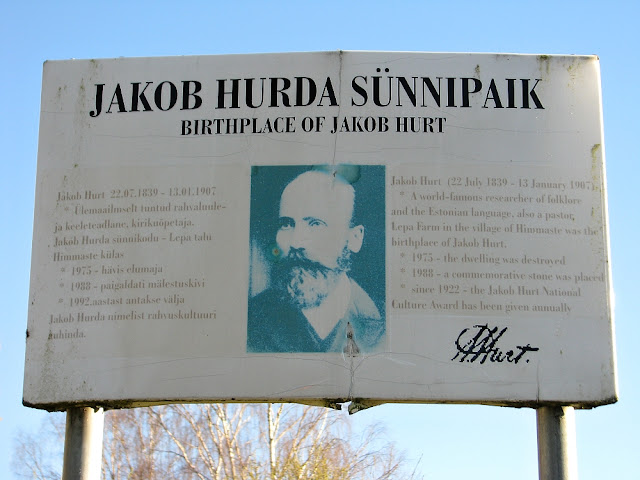 JAKOB HURDA SÜNNIPAIK
BIRTHPLACE OF JAKOB HURT
Jakob Hurt 22.07.1839 - 13.01.1907
* Ülemaailmselt tuntud rahvaluule-
ja keeleteadlane, kirikuõpetaja.
Jakob Hurda sünnikodu - Lepa talu
Himmaste külas
* 1975 - hävis elumaja
* 1988 - paigaldati mälestuskivi
* 1992.aastast antakse välja
Jakob Hurda nimelist rahvuskultuuri
auhinda.
Jakob Hurt (22 July 1839 - 13 January 1907)
* A world-famous researcher of folklore
and the Estonian language, also a pastor,
Lepa Farm in the village of Himmaste was the
birthplace of Jakob Hurt.
* 1975 - the dwelling was destroyed
* 1988 - a commemorative stone was placed
* since 1922 - the Jakob Hurt National
Culture Award has been given annually
Hurt.